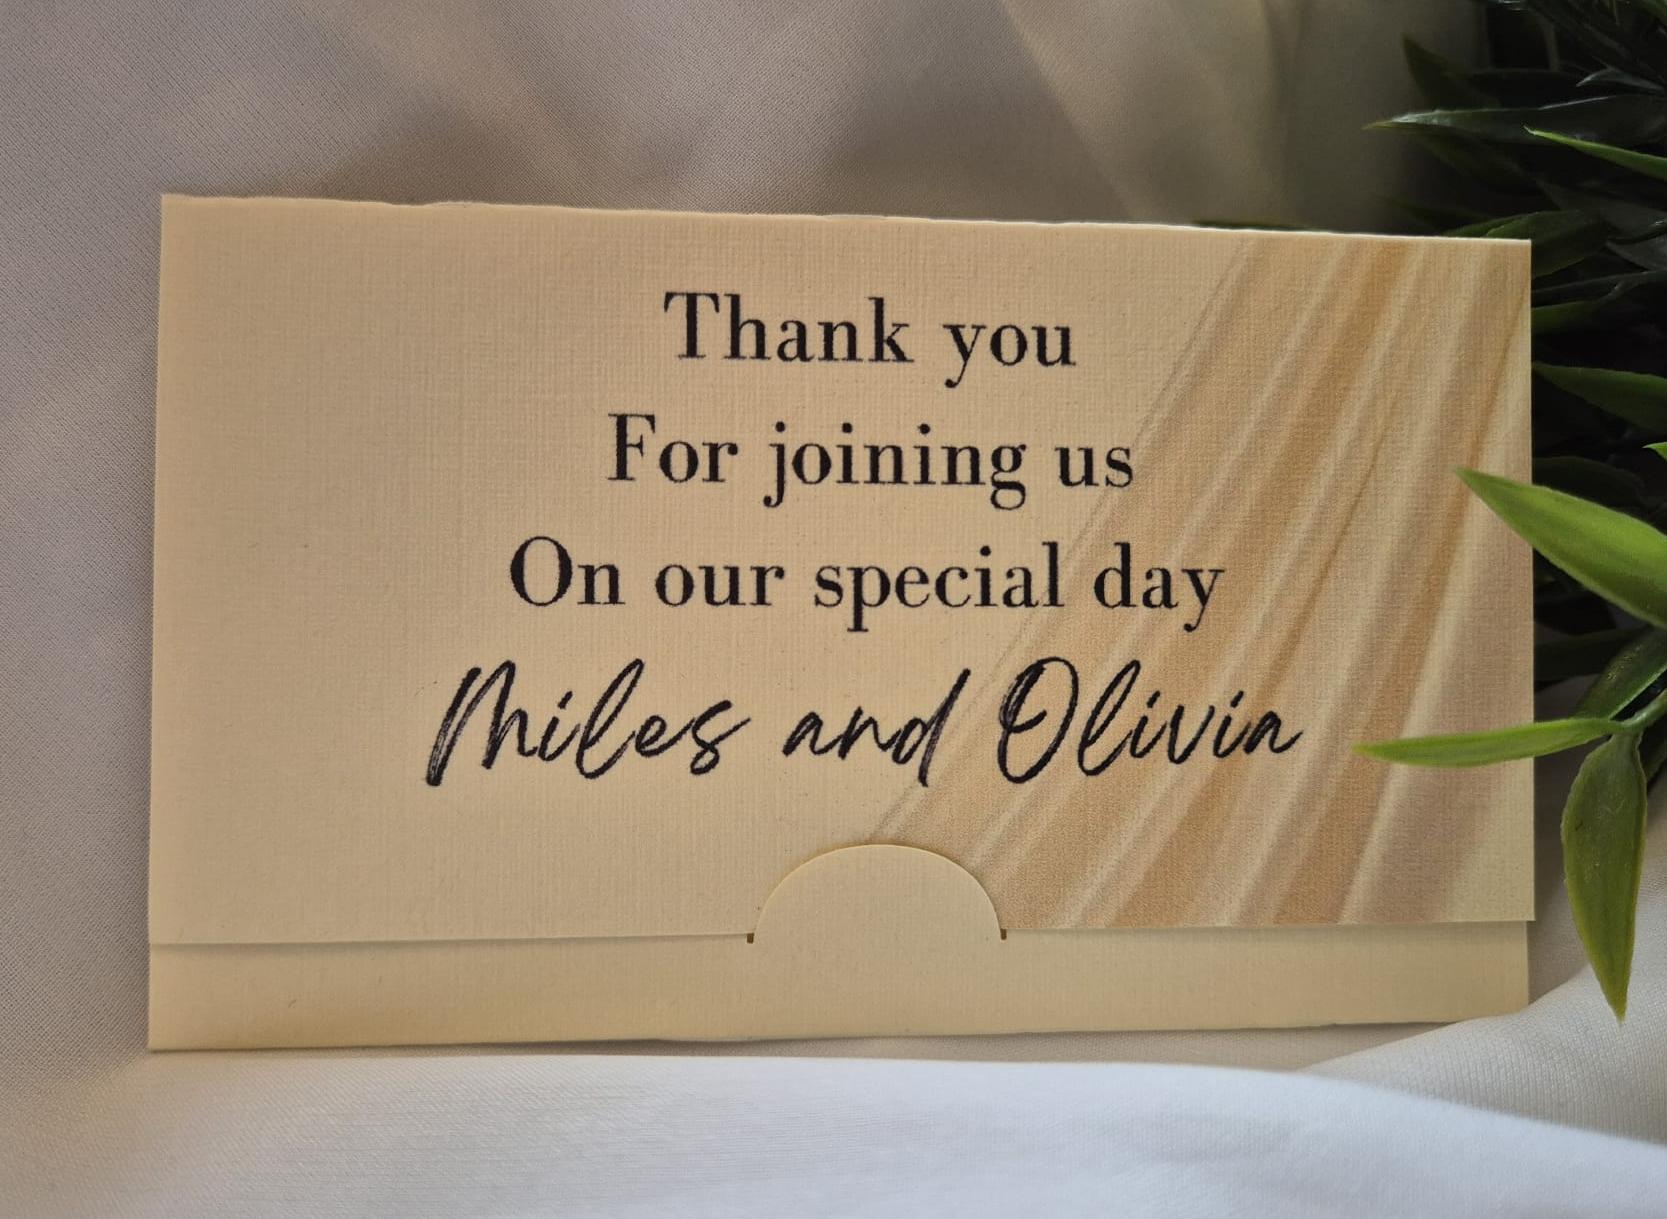 Thank you
For joining us
On our special day
Miles and Olivia